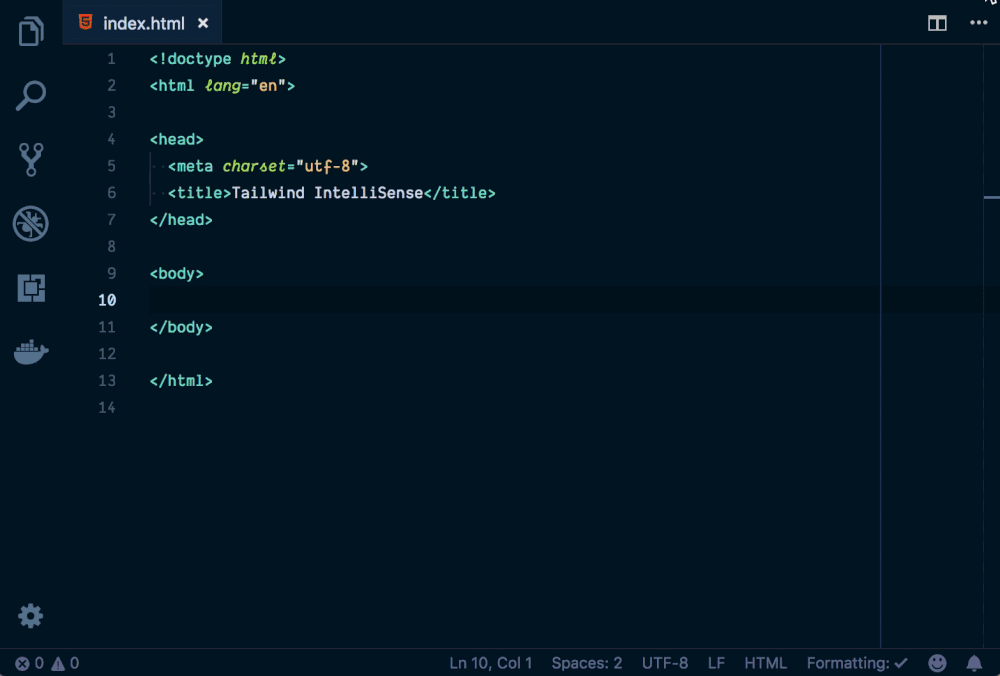 index.html
1 <!doctype html>
2 <html lang="en">
3
4 <head>
5 <meta charset="utf-8">
6 <title>Tailwind IntelliSense</title>
7 </head>
8
9 <body>
10
11 </body>
12
13 </html>
14
0 0 Ln 10, Col 1 Spaces: 2 UTF-8 LF HTML Formatting: ✓